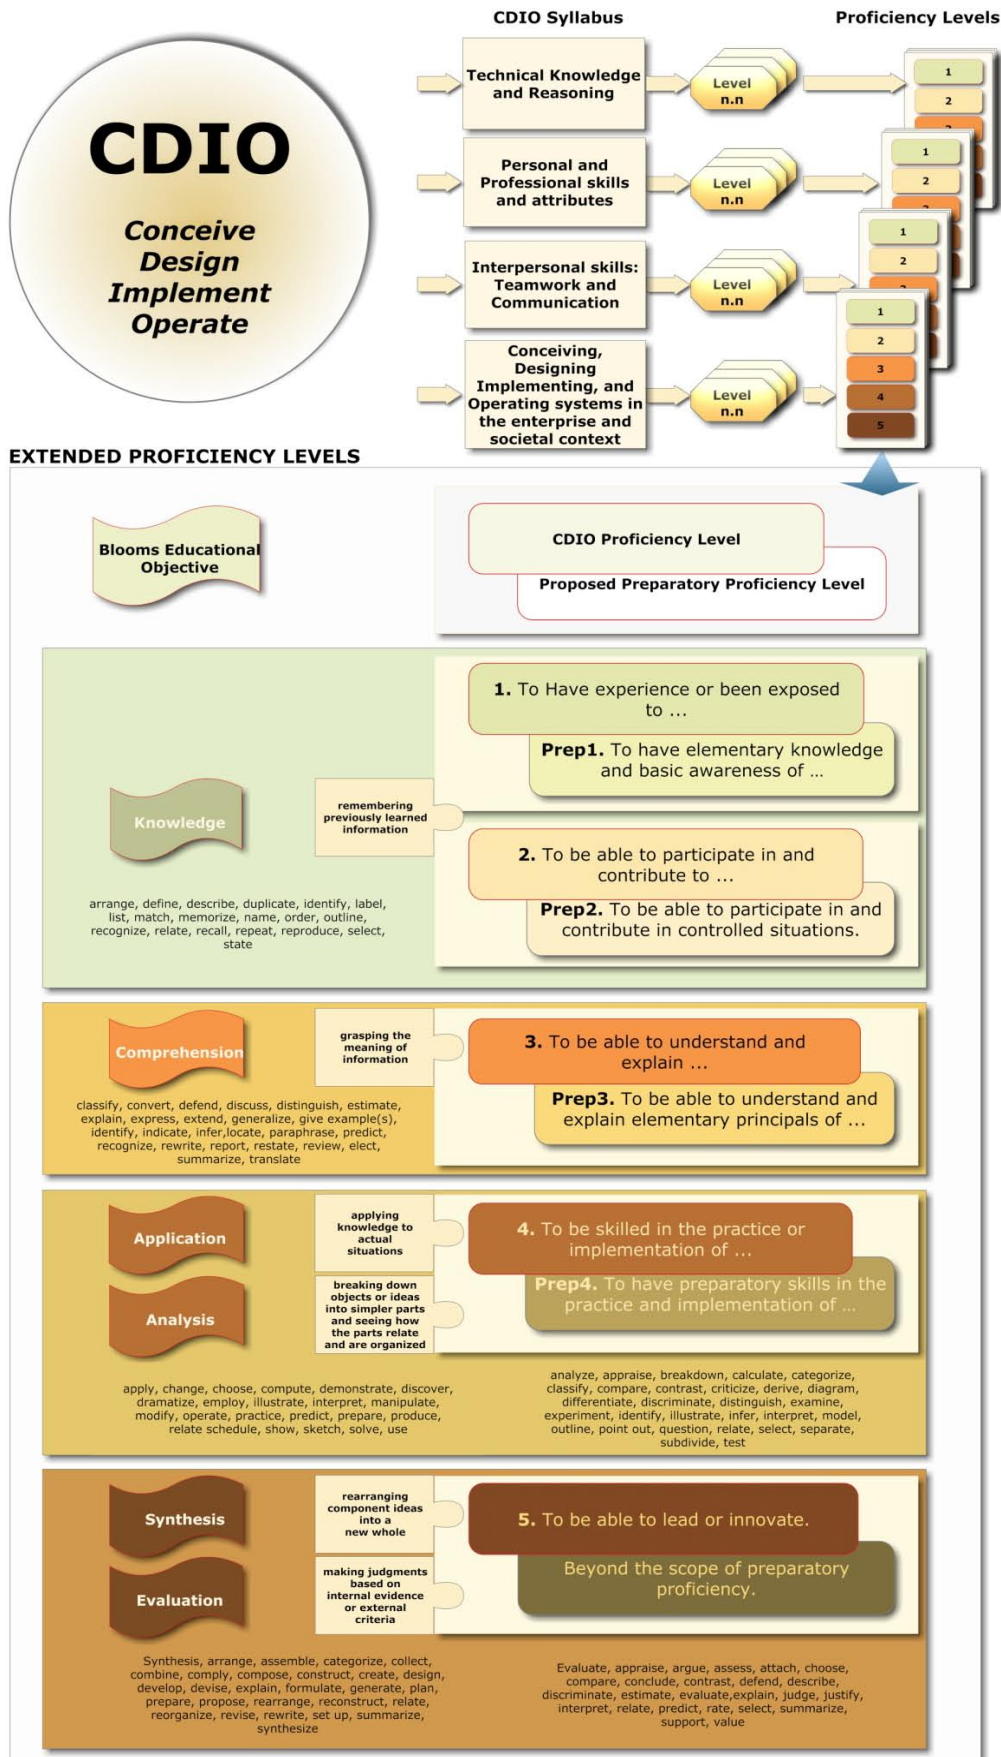 CDIO
Conceive
Design
Implement
Operate
CDIO Syllabus
Proficiency Levels
Technical Knowledge
and Reasoning
Level
n.n
1
2
Personal and
Professional skills
and attributes
Level
n.n
1
2
Interpersonal skills:
Teamwork and
Communication
Level
n.n
1
2
Conceiving,
Designing
Implementing, and
Operating systems in
the enterprise and
societal context
Level
n.n
1
2
3
4
5
EXTENDED PROFICIENCY LEVELS
Blooms Educational
Objective
CDIO Proficiency Level
Proposed Preparatory Proficiency Level
Knowledge
remembering
previously learned
information
arrange, define, describe, duplicate, identify, label,
list, match, memorize, name, order, outline,
recognize, relate, recall, repeat, reproduce, select,
state
1. To Have experience or been exposed
to ...
Prep1. To have elementary knowledge
and basic awareness of ...
2. To be able to participate in and
contribute to ...
Prep2. To be able to participate in and
contribute in controlled situations.
Comprehension
grasping the
meaning of
information
classify, convert, defend, discuss, distinguish, estimate,
explain, express, extend, generalize, give example(s),
identify, indicate, infer,locate, paraphrase, predict,
recognize, rewrite, report, restate, review, elect,
summarize, translate
3. To be able to understand and
explain ...
Prep3. To be able to understand and
explain elementary principals of ...
Application
applying
knowledge to
actual
situations
Analysis
breaking down
objects or ideas
into simpler parts
and seeing how
the parts relate
and are organized
4. To be skilled in the practice or
implementation of ...
Prep4. To have preparatory skills in the
practice and implementation of ...
apply, change, choose, compute, demonstrate, discover,
dramatize, employ, illustrate, interpret, manipulate,
modify, operate, practice, predict, prepare, produce,
relate schedule, show, sketch, solve, use
analyze, appraise, breakdown, calculate, categorize,
classify, compare, contrast, criticize, derive, diagram,
differentiate, discriminate, distinguish, examine,
experiment, identify, illustrate, infer, interpret, model,
outline, point out, question, relate, select, separate,
subdivide, test
Synthesis
rearranging
component ideas
into a
new whole
Evaluation
making judgments
based on
internal evidence
or external
criteria
5. To be able to lead or innovate.
Beyond the scope of preparatory
proficiency.
Synthesis, arrange, assemble, categorize, collect,
combine, comply, compose, construct, create, design,
develop, devise, explain, formulate, generate, plan,
prepare, propose, rearrange, reconstruct, relate,
reorganize, revise, rewrite, set up, summarize,
synthesize
Evaluate, appraise, argue, assess, attach, choose,
compare, conclude, contrast, defend, describe,
discriminate, estimate, evaluate,explain, judge, justify,
interpret, relate, predict, rate, select, summarize,
support, value